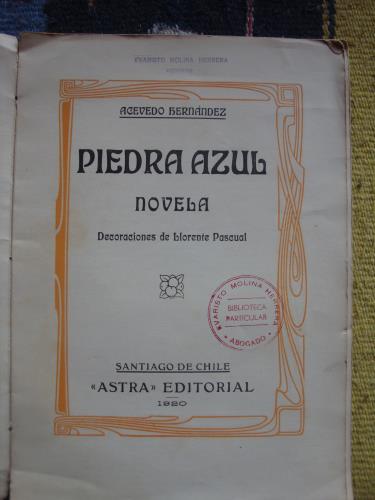 EVARISTO MOLINA HERRERA
ACEVEDO HERNÁNDEZ
PIEDRA AZUL
NOVELA
Decoraciones de Llorente Pascual
EVARISTO MOLINA HERRERA
BIBLIOTECA
PARTICULAR
• ABOGADO •
SANTIAGO DE CHILE
«ASTRA» EDITORIAL
1920